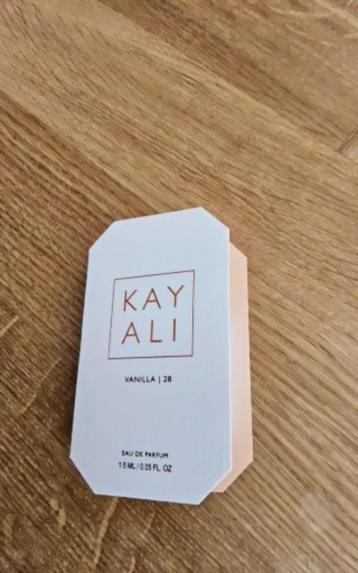 KAY
ALI
VANILLA | 28
EAU DE PARFUM
1.5 ML / 0.05 FL. OZ